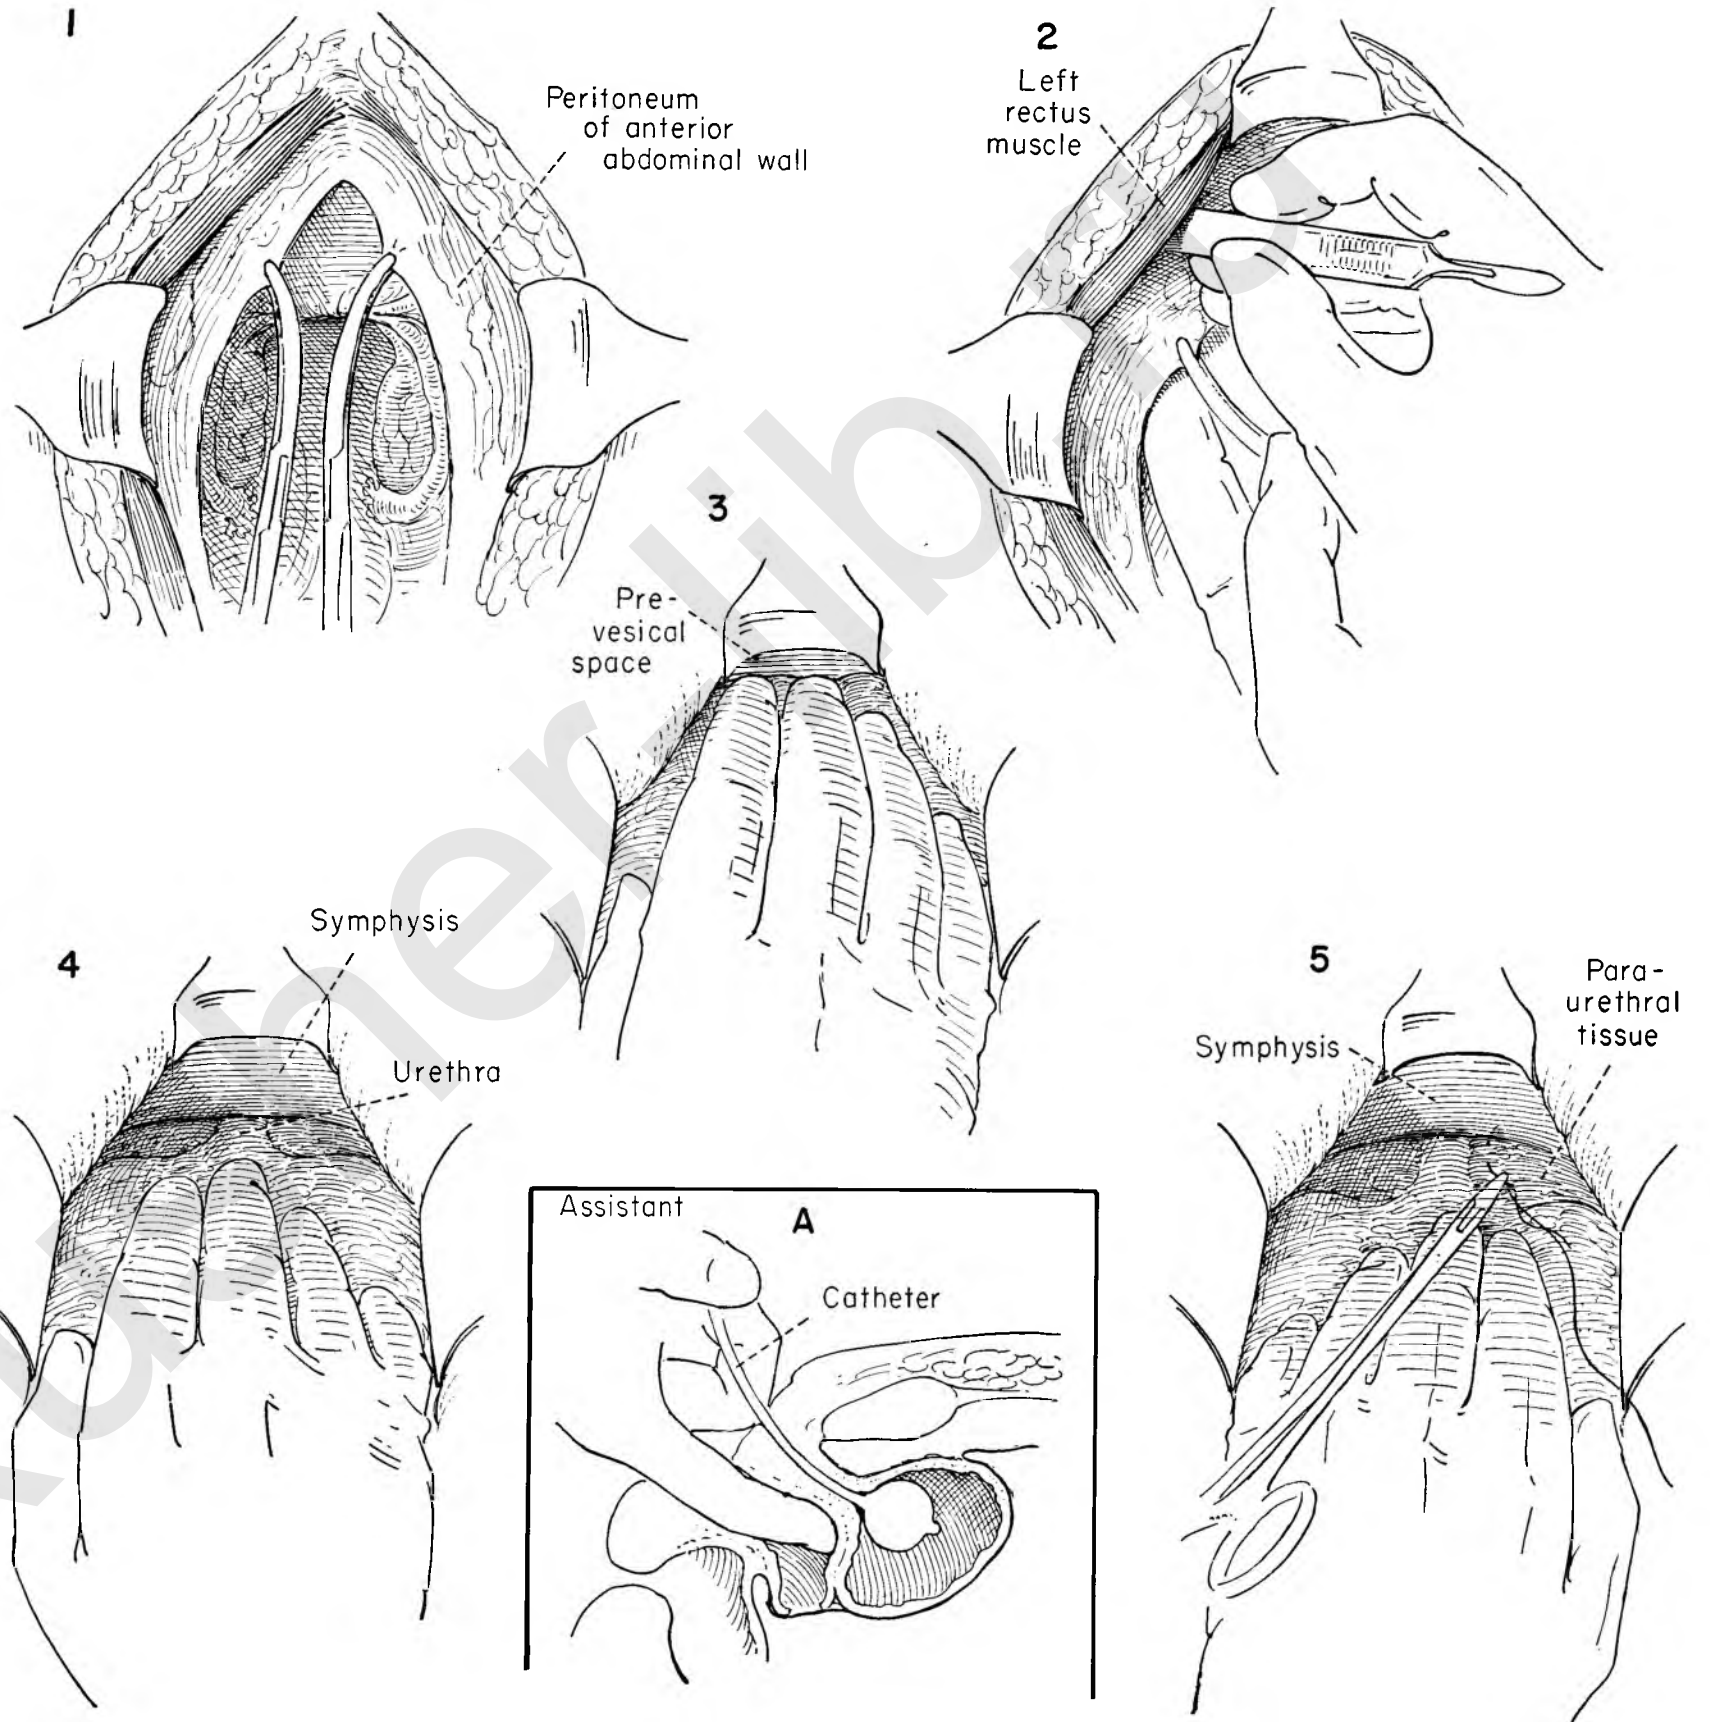 1
Peritoneum
of anterior
abdominal wall
2
Left
rectus
muscle
3
Pre-
vesical
space
4
Symphysis
Urethra
5
Para-
urethral
tissue
Symphysis
Assistant
A
Catheter